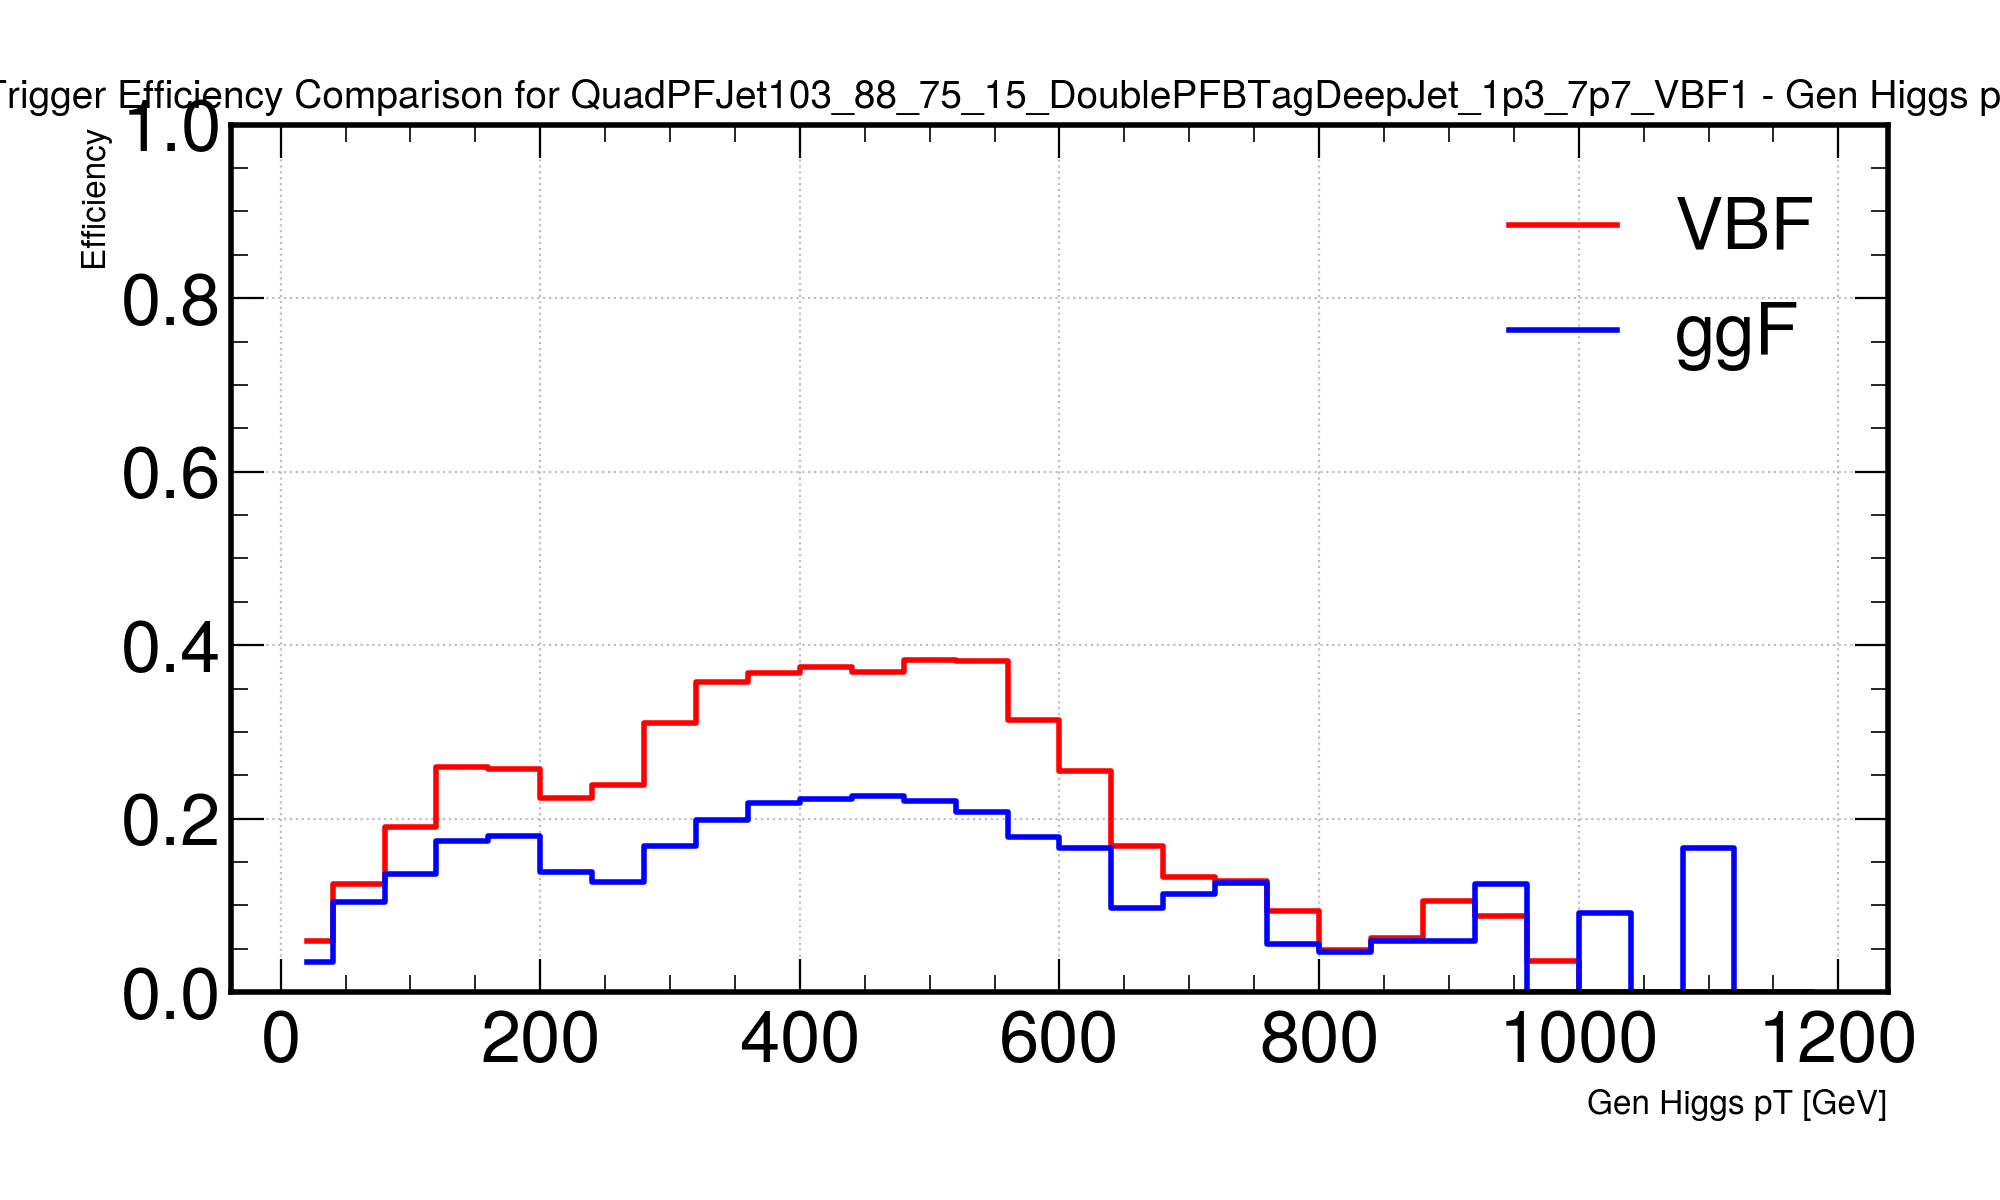 Trigger Efficiency Comparison for QuadPFJet103_88_75_15_DoublePFBTagDeepJet_1p3_7p7_VBF1 - Gen Higgs p
Efficiency
1.0
0.8
0.6
0.4
0.2
0.0
VBF
ggF
0 200 400 600 800 1000 1200
Gen Higgs pT [GeV]